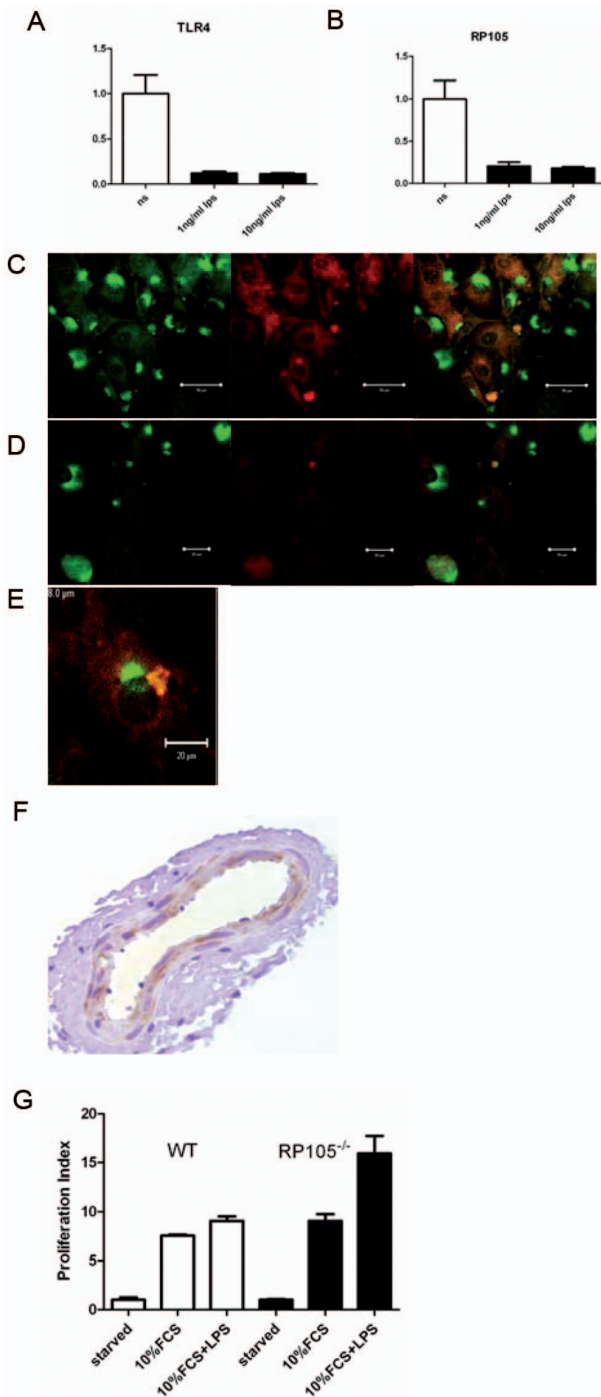 A
TLR4
1.5
1.0
0.5
0.0
ns
1ng/ml lps
10ng/ml lps
B
RP105
1.5
1.0
0.5
0.0
ns
1ng/ml lps
10ng/ml lps
C
D
E
8.0 µm
20 µm
F
G
Proliferation Index
20
15
10
5
0
WT
RP105-/-
starved
10%FCS
10%FCS+LPS
starved
10%FCS
10%FCS+LPS